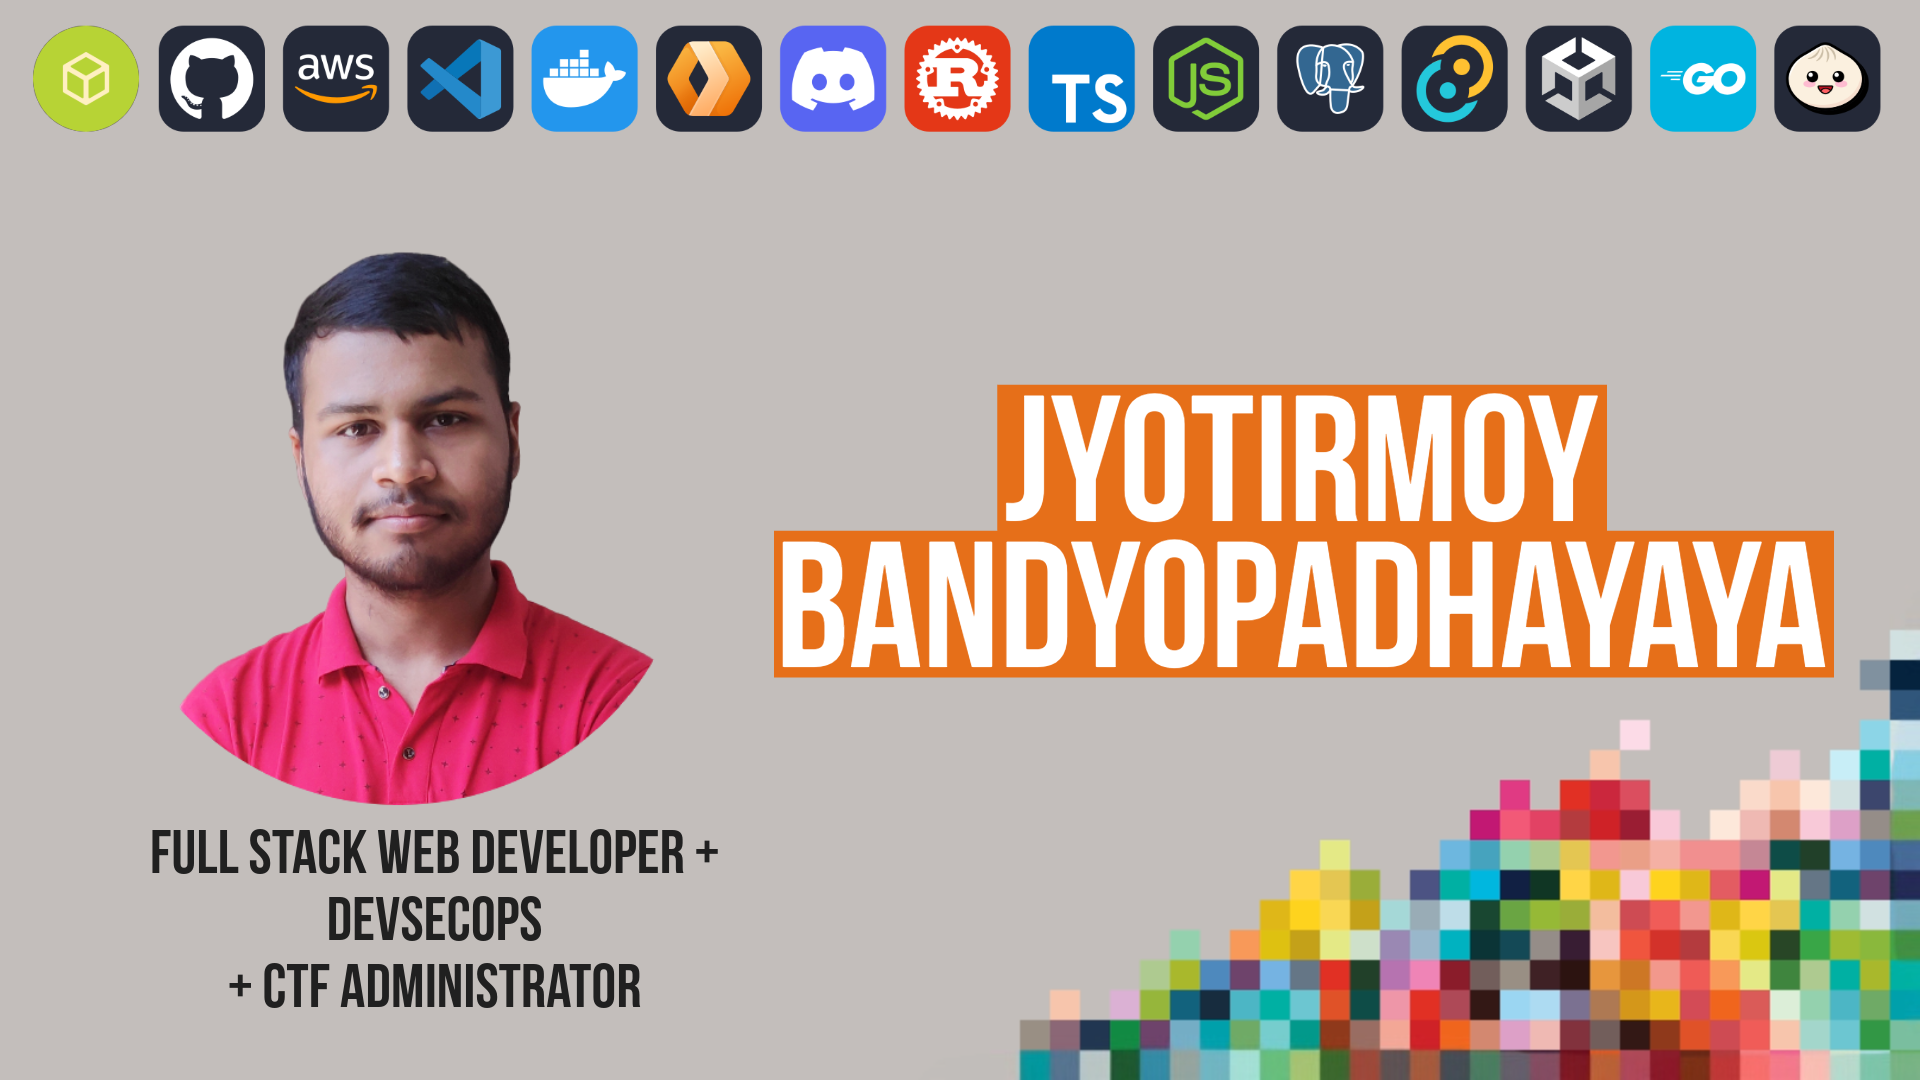 aws
R
TS
JS
GO
JYOTIRMOY
BANDYOPADHAYAYA
FULL STACK WEB DEVELOPER +
DEVSECOPS
+ CTF ADMINISTRATOR